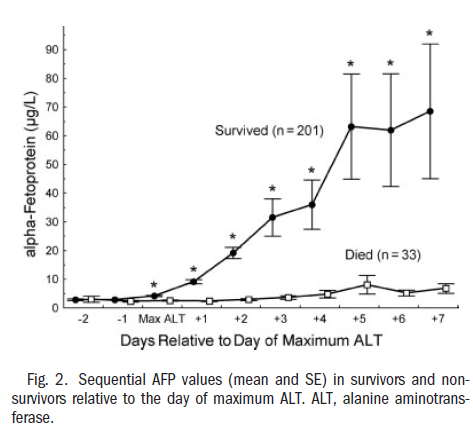 alpha-Fetoprotein (µg/L)
90
80
70
60
50
40
30
20
10
0
* * * * * * * *
Survived (n=201)
Died (n=33)
-2 -1 Max ALT +1 +2 +3 +4 +5 +6 +7
Days Relative to Day of Maximum ALT
Fig. 2. Sequential AFP values (mean and SE) in survivors and non-
survivors relative to the day of maximum ALT. ALT, alanine aminotrans-
ferase.